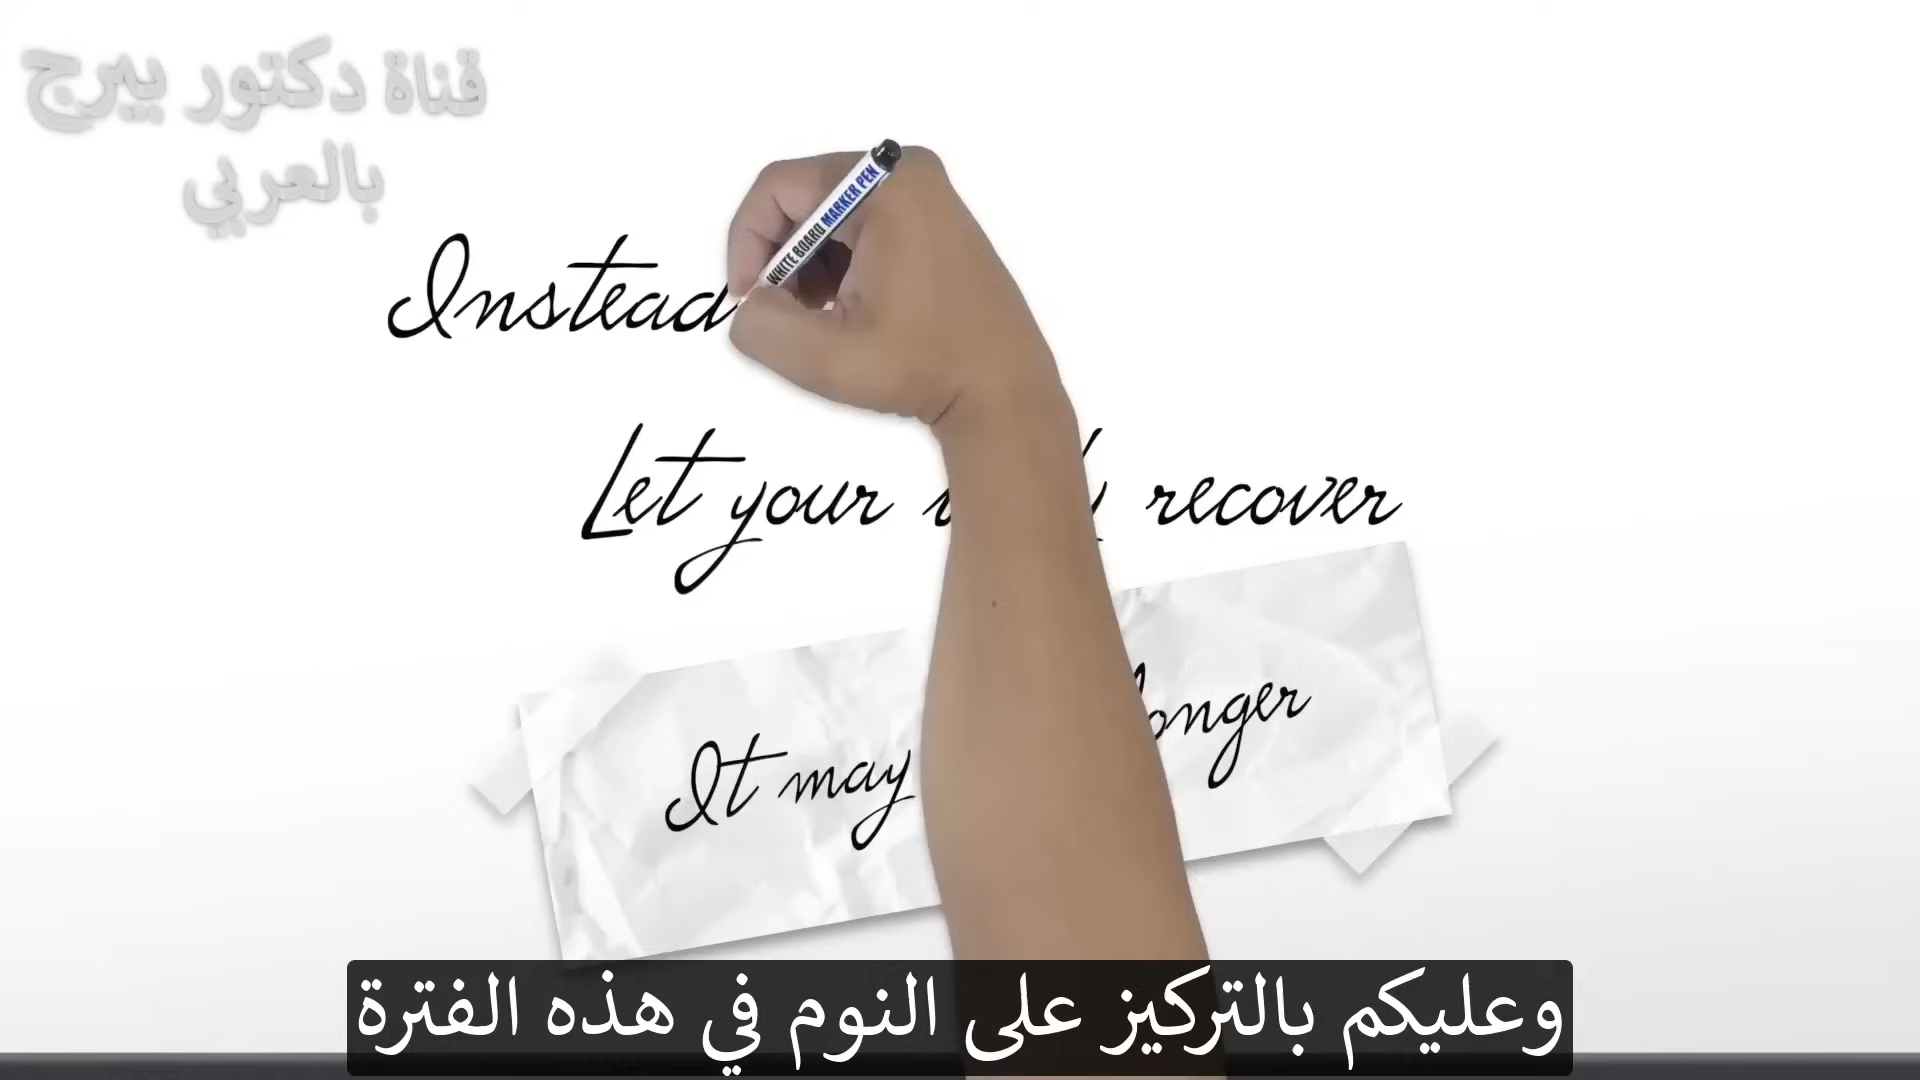 قناة دكتور بيرج
بالعربي
WHITE BOARD MARKER PEN
Instead
Let your recover
It may longer
وعليكم بالتركيز على النوم في هذه الفترة